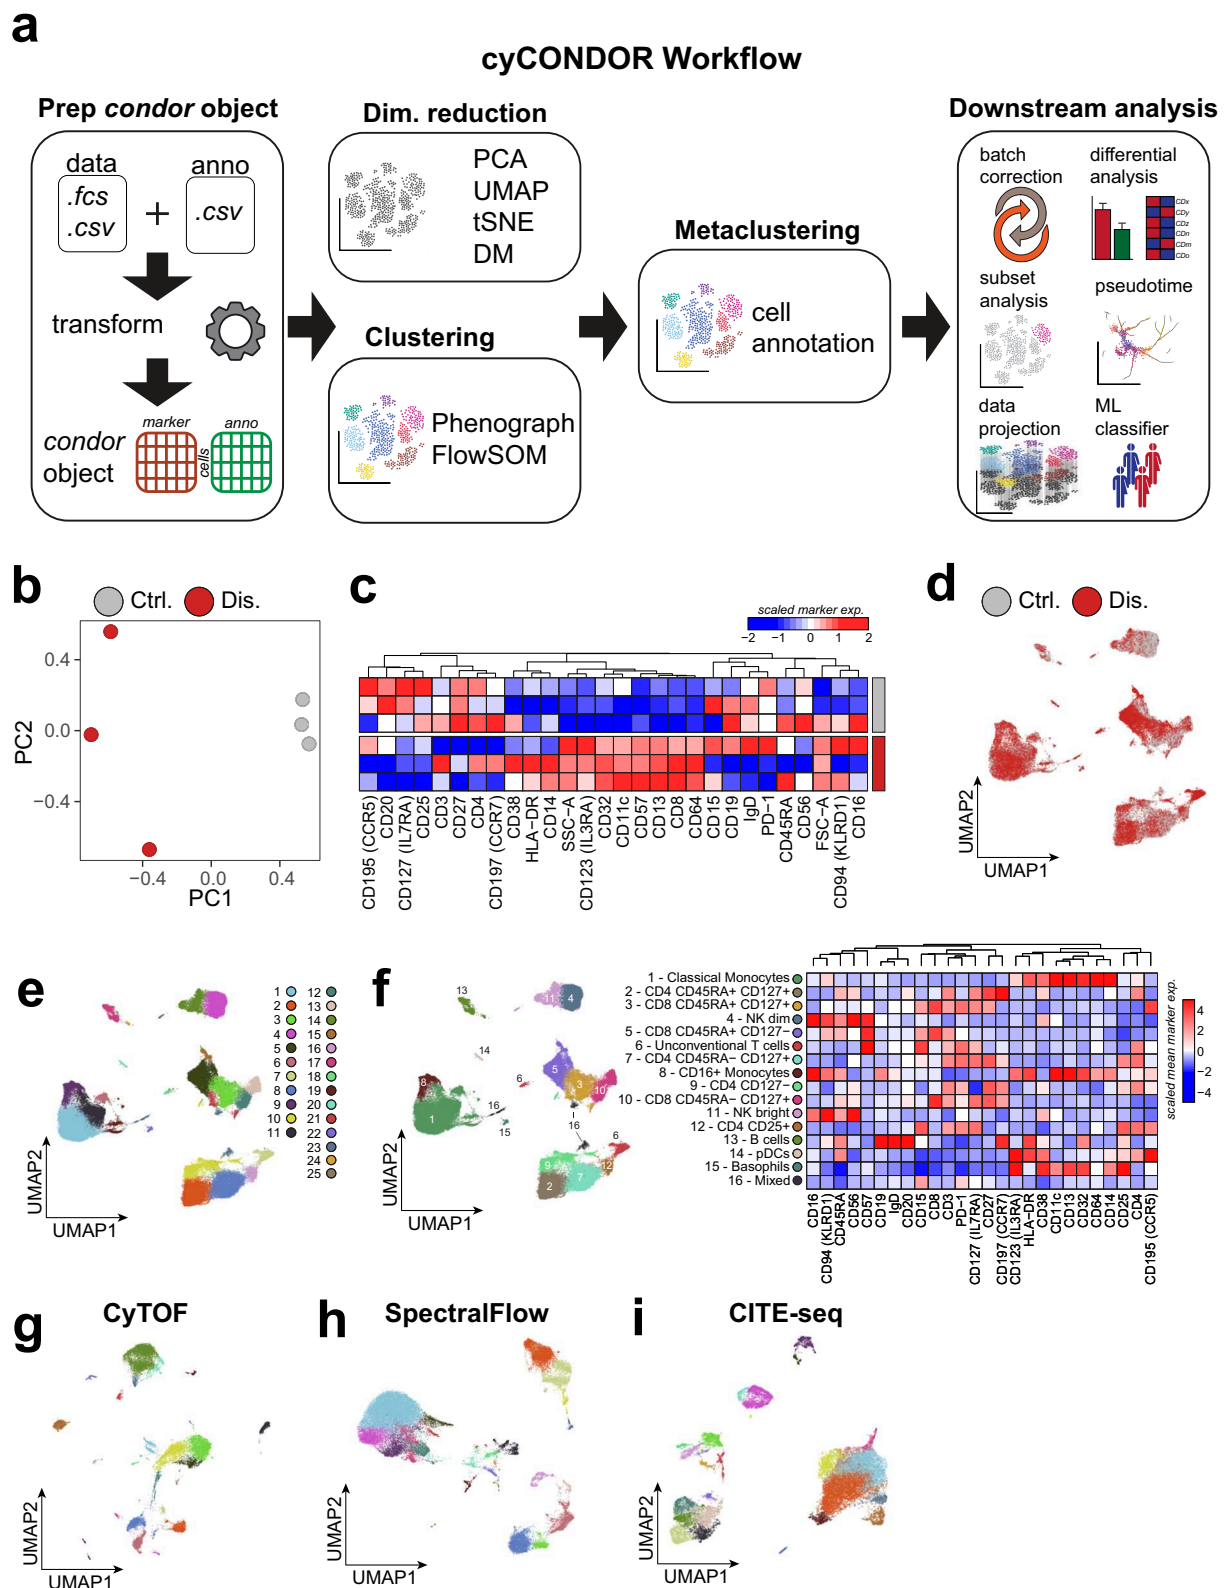 a
cyCONDOR Workflow
Prep condor object
data
anno
.fcs
.csv
+
.csv
transform
condor
object
marker
cells
anno
Dim. reduction
PCA
UMAP
tSNE
DM
Clustering
Phenograph
FlowSOM
Metaclustering
cell
annotation
Downstream analysis
batch
correction
differential
analysis
CDx
CDy
CDz
CDn
CDm
CDo
subset
analysis
pseudotime
data
projection
ML
classifier
b
Ctrl. Dis.
0.4
0.0
−0.4
PC2
−0.4 0.0 0.4
PC1
c
scaled marker exp.
−2 −1 0 1 2
CD195 (CCR5)
CD20
CD127 (IL7RA)
CD25
CD3
CD27
CD4
CD197 (CCR7)
CD38
HLA−DR
CD14
SSC−A
CD123 (IL3RA)
CD32
CD11c
CD57
CD13
CD8
CD64
CD15
CD19
IgD
PD−1
CD45RA
CD56
FSC−A
CD94 (KLRD1)
CD16
d
Ctrl. Dis.
UMAP2
UMAP1
e
1 12
2 13
3 14
4 15
5 16
6 17
7 18
8 19
9 20
10 21
11 22
23
24
25
UMAP2
UMAP1
f
13
11
4
14
5
3
6
10
8
1
16
15
16
6
9
12
2
7
UMAP2
UMAP1
1 - Classical Monocytes
2 - CD4 CD45RA+ CD127+
3 - CD8 CD45RA+ CD127+
4 - NK dim
5 - CD8 CD45RA+ CD127−
6 - Unconventional T cells
7 - CD4 CD45RA− CD127+
8 - CD16+ Monocytes
9 - CD4 CD127−
10 - CD8 CD45RA− CD127+
11 - NK bright
12 - CD4 CD25+
13 - B cells
14 - pDCs
15 - Basophils
16 - Mixed
CD16
CD94 (KLRD1)
CD45RA
CD56
CD57
CD19
IgD
CD20
CD15
CD8
CD3
PD−1
CD127 (IL7RA)
CD27
CD197 (CCR7)
CD123 (IL3RA)
HLA−DR
CD38
CD11c
CD13
CD32
CD64
CD14
CD25
CD4
CD195 (CCR5)
4
2
0
−2
−4
scaled mean marker exp.
g
CyTOF
UMAP2
UMAP1
h
SpectralFlow
UMAP2
UMAP1
i
CITE-seq
UMAP2
UMAP1